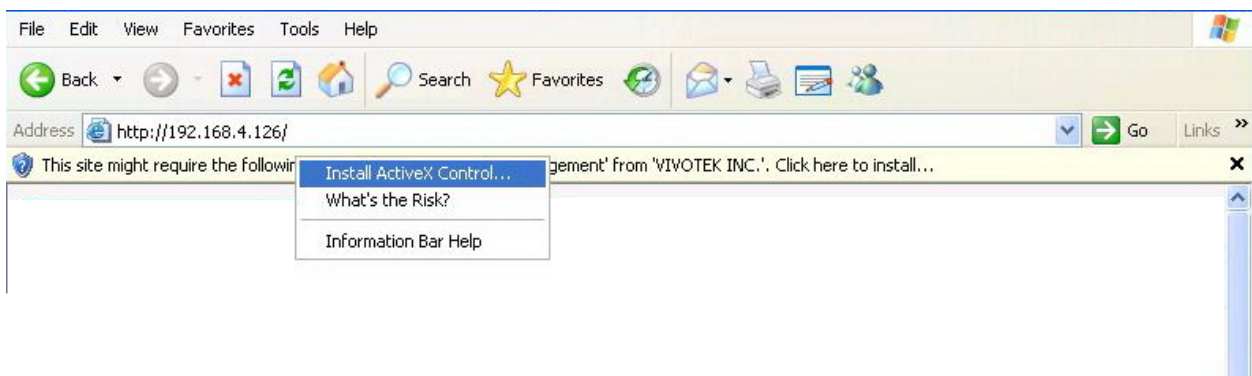 File Edit View Favorites Tools Help
Back Search Favorites
Address http://192.168.4.126/ Go Links »
This site might require the following gement' from 'VIVOTEK INC.'. Click here to install...
Install ActiveX Control...
What's the Risk?
Information Bar Help